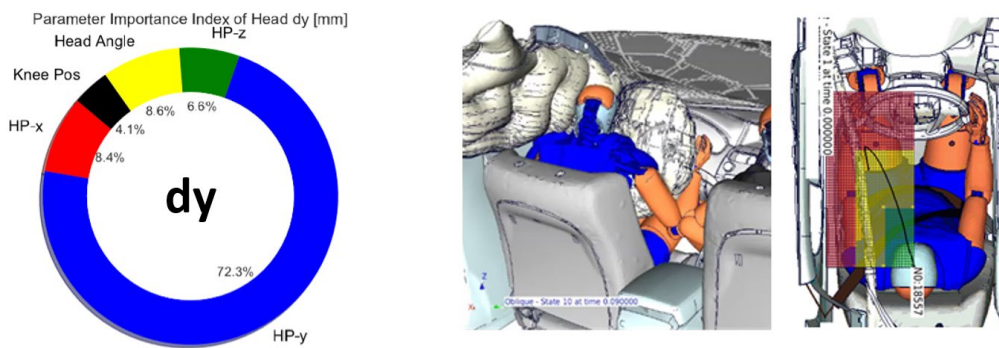 Parameter Importance Index of Head dy [mm]
HP-z
Head Angle
Knee Pos
HP-x
6.6%
8.6%
4.1%
8.4%
dy
72.3%
HP-y
Z
X
Oblique - State 10 at time 0.090000
- State 1 at time 0.000000
N0:18557